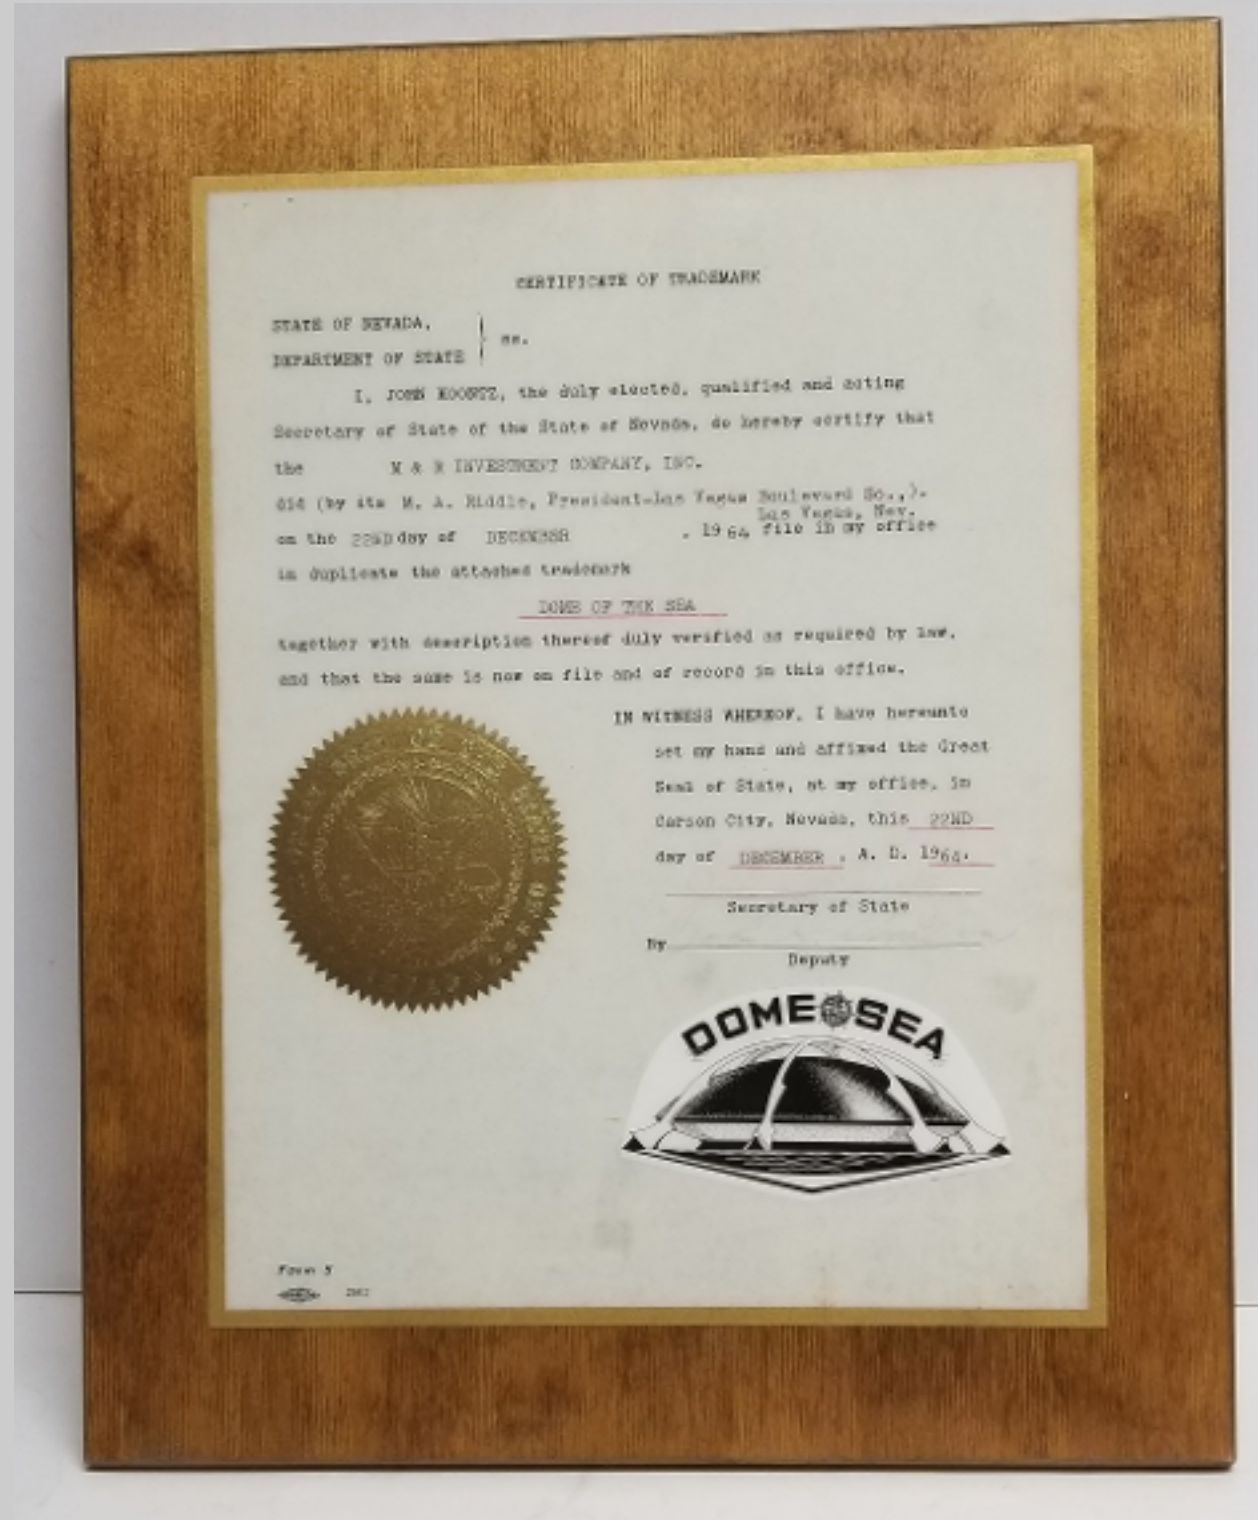 CERTIFICATE OF TRADEMARK
STATE OF NEVADA,
DEPARTMENT OF STATE
ss.
I, JOHN KOONTZ, the duly elected, qualified and acting
Secretary of State of the State of Nevada, do hereby certify that
the M & R INVESTMENT COMPANY, INC.
did (by its M. A. Riddle, President-Las Vegas Boulevard So.,).
Las Vegas, Nev.
on the 22ND day of DECEMBER , 1964 file in my office
in duplicate the attached trademark
DOME OF THE SEA
together with description thereof duly verified as required by law,
and that the same is now on file and of record in this office.
IN WITNESS WHEREOF, I have hereunto
set my hand and affixed the Great
Seal of State, at my office, in
Carson City, Nevada, this 22ND
day of DECEMBER , A. D. 1964.
Secretary of State
By
Deputy
DOME SEA
Form 5